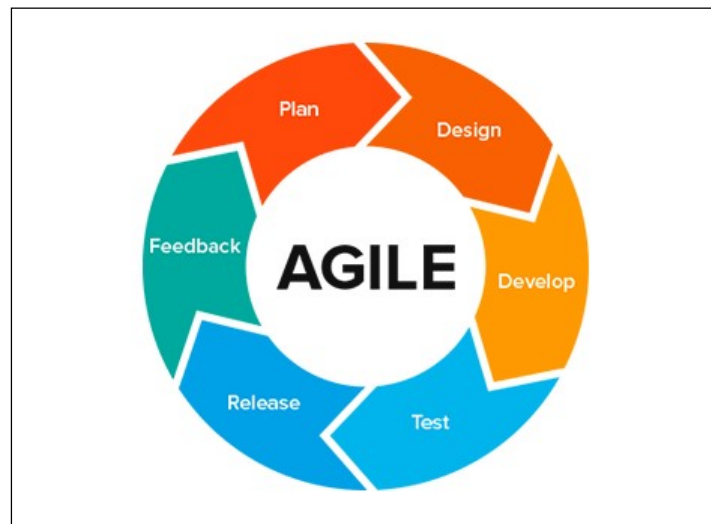 Plan
Design
Feedback
AGILE
Develop
Release
Test